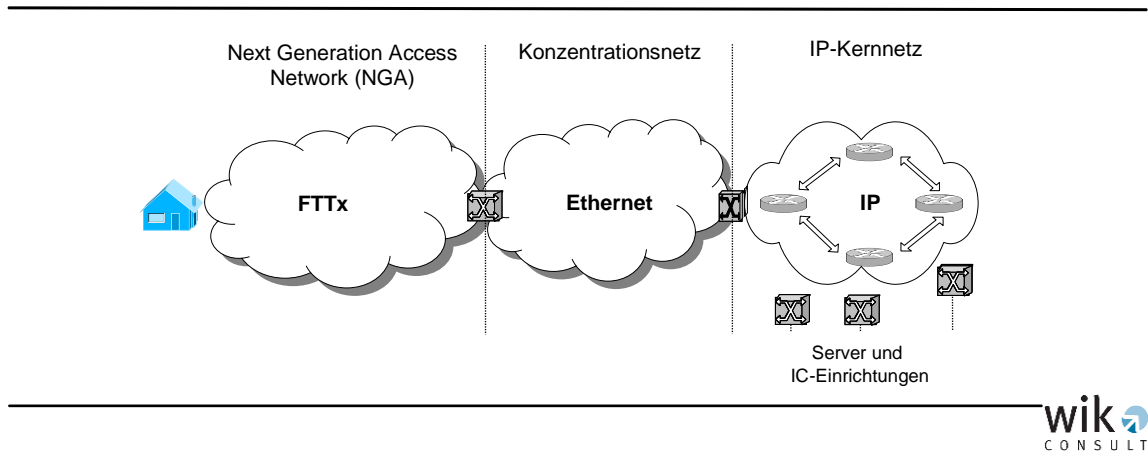 Next Generation Access
Network (NGA)
Konzentrationsnetz
IP-Kernnetz
FTTx
Ethernet
IP
Server und
IC-Einrichtungen
wik
CONSULT